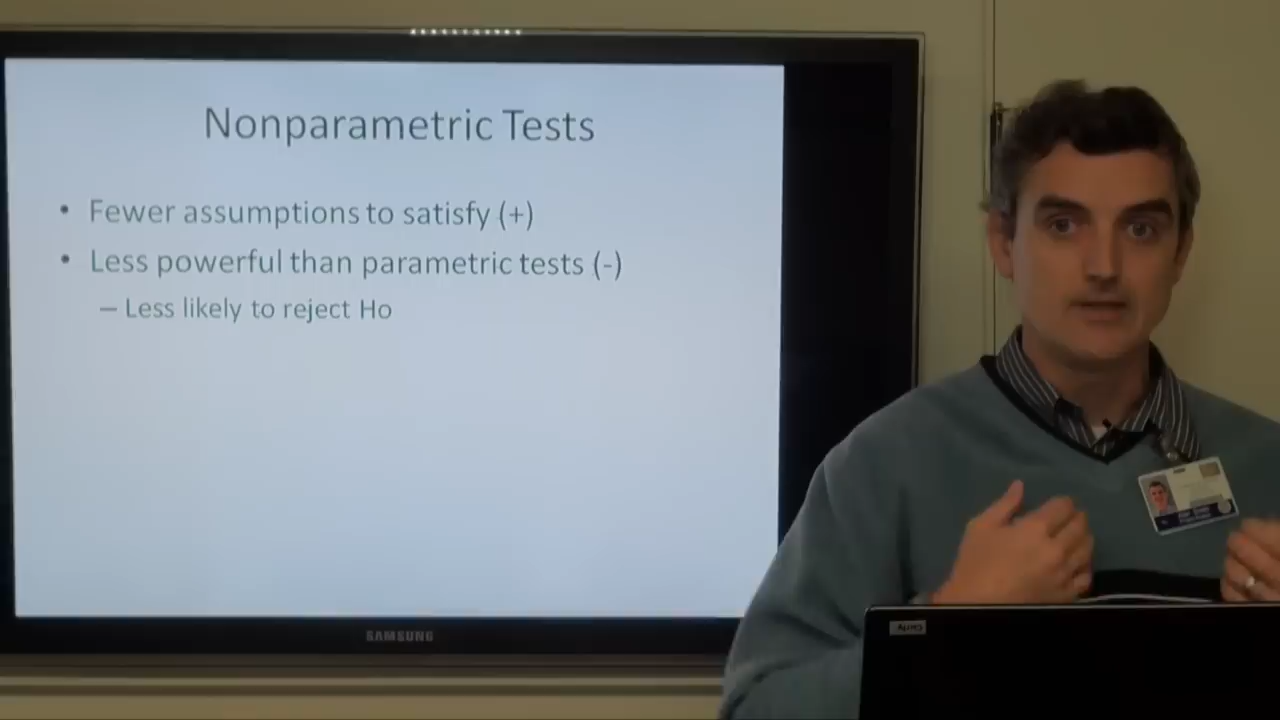 Nonparametric Tests
• Fewer assumptions to satisfy (+)
• Less powerful than parametric tests (-)
– Less likely to reject Ho
SAMSUNG